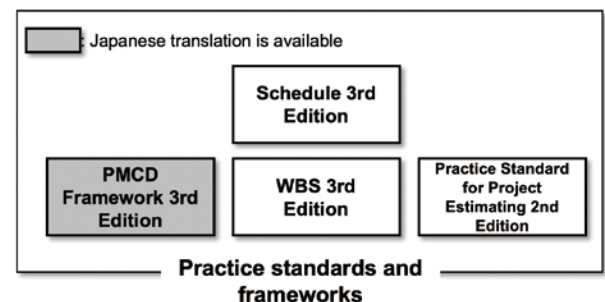 : Japanese translation is available
Schedule 3rd
Edition
PMCD
Framework 3rd
Edition
WBS 3rd
Edition
Practice Standard
for Project
Estimating 2nd
Edition
Practice standards and
frameworks